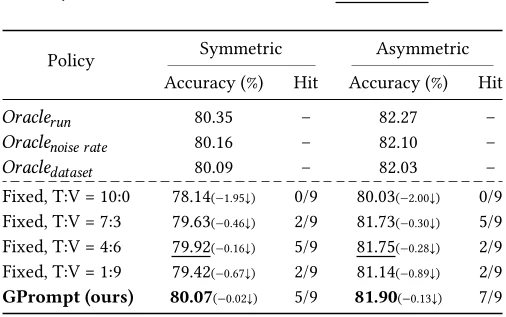 Policy Symmetric Asymmetric
Accuracy (%) Hit Accuracy (%) Hit
Oracle_run 80.35 – 82.27 –
Oracle_noise rate 80.16 – 82.10 –
Oracle_dataset 80.09 – 82.03 –
Fixed, T:V = 10:0 78.14(−1.95↓) 0/9 80.03(−2.00↓) 0/9
Fixed, T:V = 7:3 79.63(−0.46↓) 2/9 81.73(−0.30↓) 5/9
Fixed, T:V = 4:6 79.92(−0.16↓) 5/9 81.75(−0.28↓) 2/9
Fixed, T:V = 1:9 79.42(−0.67↓) 2/9 81.14(−0.89↓) 2/9
GPrompt (ours) 80.07(−0.02↓) 5/9 81.90(−0.13↓) 7/9